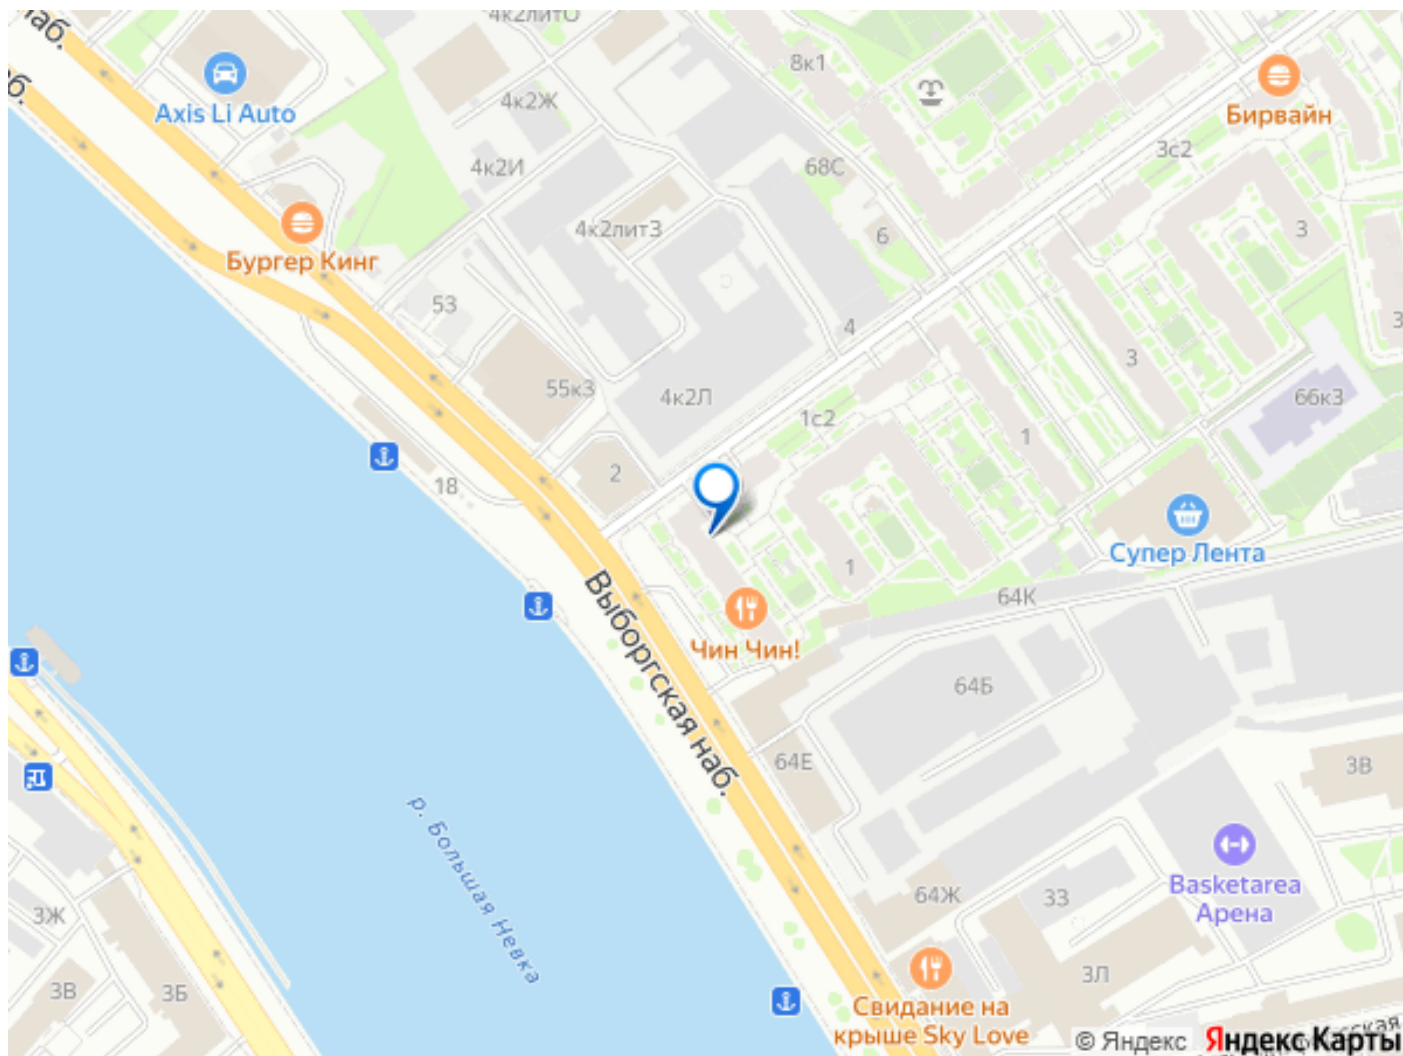 4к2литО
наб.
8к1
Axis Li Auto
4к2Ж
Бирвайн
3с2
4к2И
68С
4к2лит3
6
3
Бургер Кинг
53
4
3
55к3
4к2Л
66к3
1с2
1
2
18
Супер Лента
1
64К
Выборгская наб.
Чин Чин!
64Б
64Е
3В
р. Большая Невка
Basketarea
Арена
64Ж
33
3Ж
3Л
3В
3Б
Свидание на
крыше Sky Love
© Яндекс
Яндекс Карты